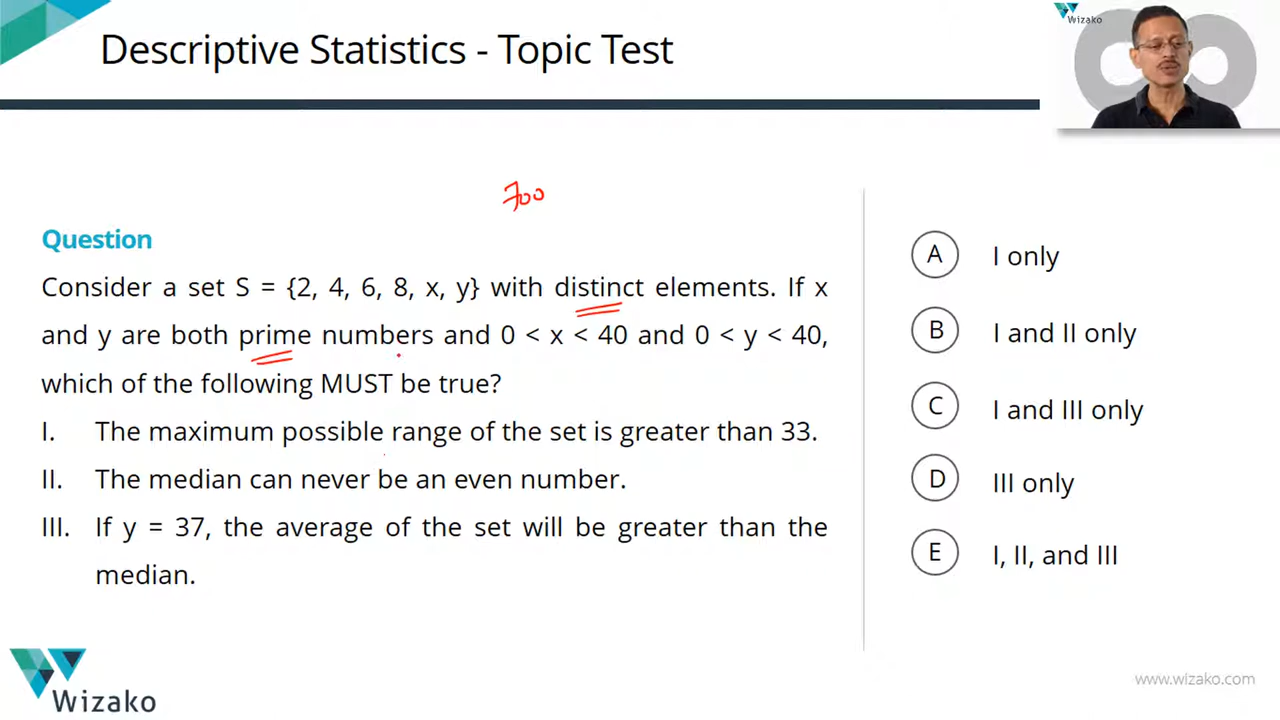 Descriptive Statistics - Topic Test
Wizako
700
Question
Consider a set S = {2, 4, 6, 8, x, y} with distinct elements. If x
and y are both prime numbers and 0 < x < 40 and 0 < y < 40,
which of the following MUST be true?
I. The maximum possible range of the set is greater than 33.
II. The median can never be an even number.
III. If y = 37, the average of the set will be greater than the
median.
A I only
B I and II only
C I and III only
D III only
E I, II, and III
Wizako
www.wizako.com